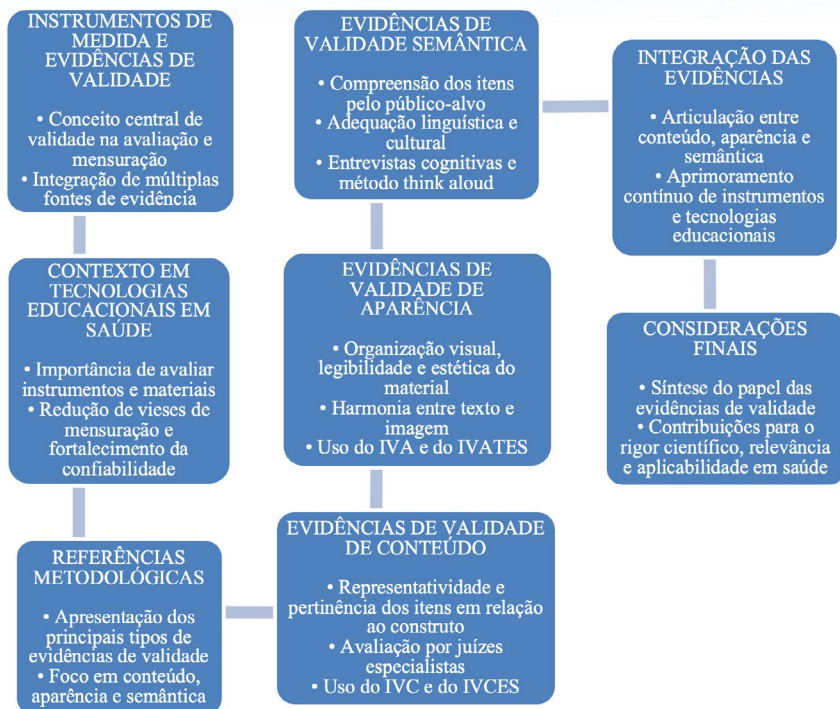 INSTRUMENTOS DE
MEDIDA E
EVIDÊNCIAS DE
VALIDADE
• Conceito central de
validade na avaliação e
mensuração
• Integração de múltiplas
fontes de evidência
CONTEXTO EM
TECNOLOGIAS
EDUCACIONAIS EM
SAÚDE
• Importância de avaliar
instrumentos e materiais
• Redução de vieses de
mensuração e
fortalecimento da
confiabilidade
REFERÊNCIAS
METODOLÓGICAS
• Apresentação dos
principais tipos de
evidências de validade
• Foco em conteúdo,
aparência e semântica
EVIDÊNCIAS DE VALIDADE
DE CONTEÚDO
• Representatividade e
pertinência dos itens em relação
ao construto
• Avaliação por juízes
especialistas
• Uso do IVC e do IVCES
EVIDÊNCIAS DE
VALIDADE DE
APARÊNCIA
• Organização visual,
legibilidade e estética do
material
• Harmonia entre texto e
imagem
• Uso do IVA e do IVATES
EVIDÊNCIAS DE
VALIDADE SEMÂNTICA
• Compreensão dos itens
pelo público-alvo
• Adequação linguística e
cultural
• Entrevistas cognitivas e
método think aloud
INTEGRAÇÃO DAS
EVIDÊNCIAS
• Articulação entre
conteúdo, aparência e
semântica
• Aprimoramento
contínuo de instrumentos
e tecnologias
educacionais
CONSIDERAÇÕES
FINAIS
• Síntese do papel das
evidências de validade
• Contribuições para o
rigor científico, relevância
e aplicabilidade em saúde